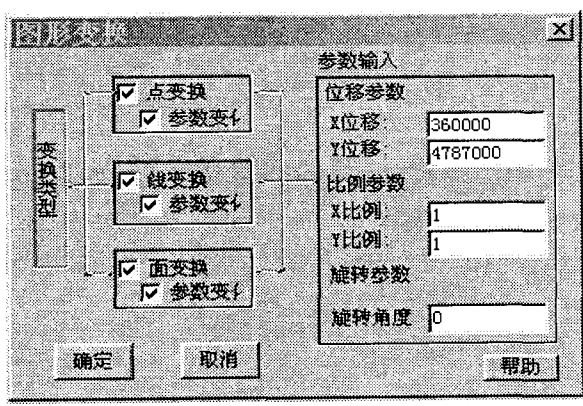 图形变换
变换类型
点变换
参数变化
线变换
参数变化
面变换
参数变化
参数输入
位移参数
X位移: 360000
Y位移: 4787000
比例参数
X比例: 1
Y比例: 1
旋转参数
旋转角度 0
确定
取消
帮助